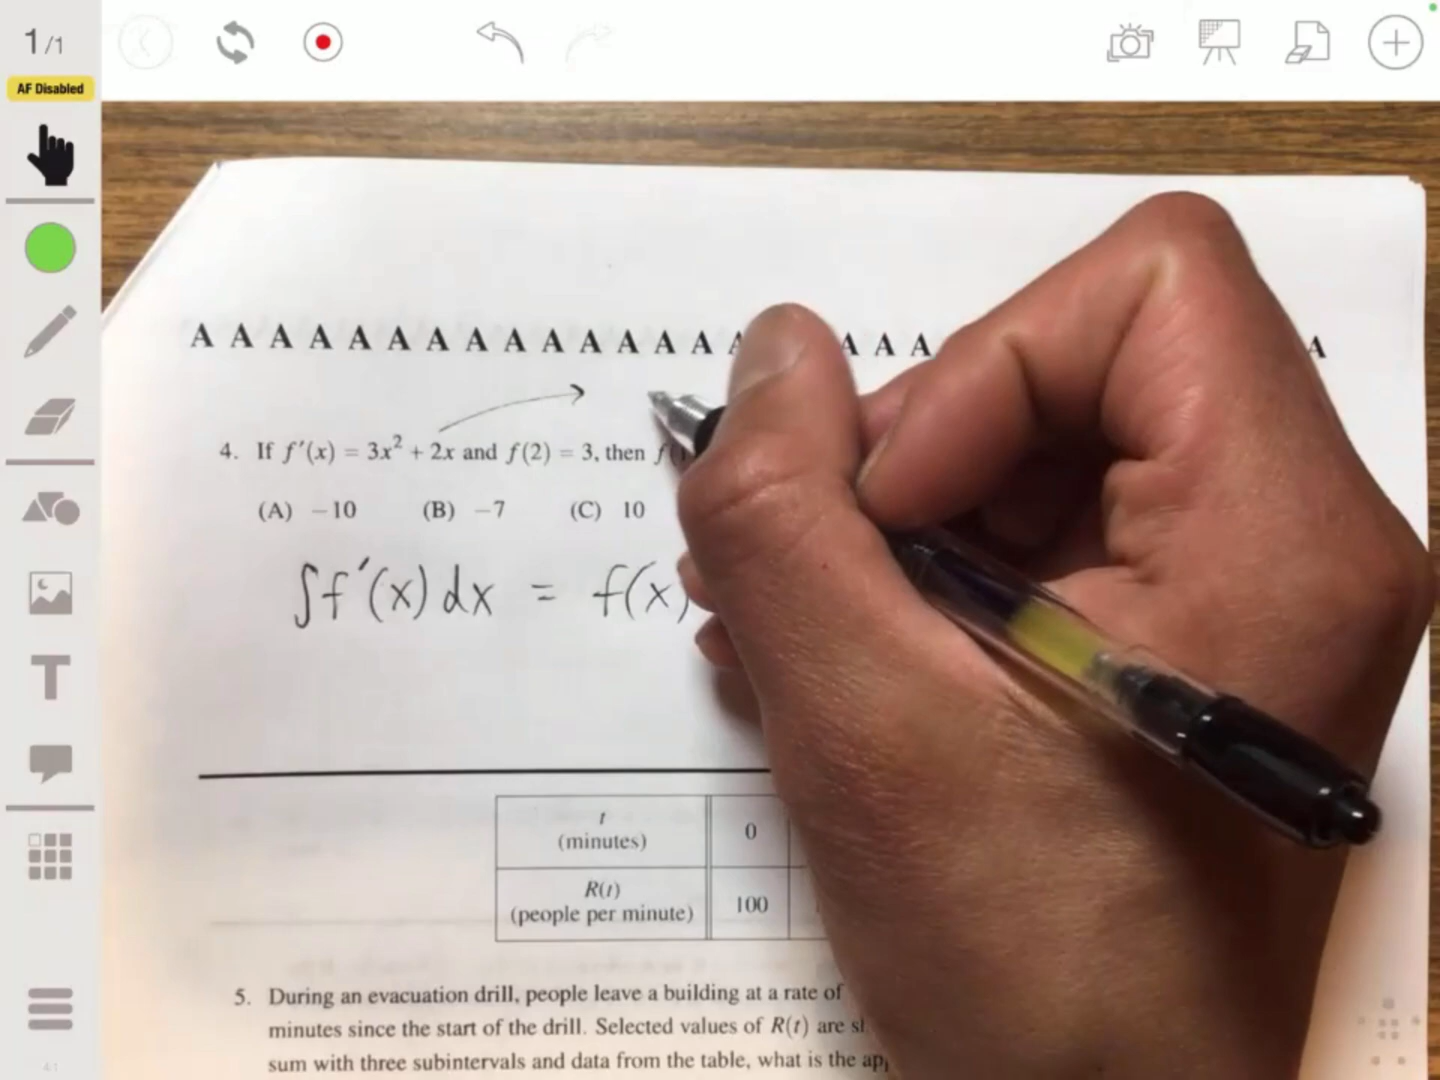 1/1
AF Disabled
A A A A A A A A A A A A A A A A A A A
4. If f'(x) = 3x² + 2x and f(2) = 3, then
(A) -10 (B) -7 (C) 10
∫f'(x)dx = f(x)
t
(minutes) 0
R(t)
(people per minute) 100
5. During an evacuation drill, people leave a building at a rate of
minutes since the start of the drill. Selected values of R(t) are
sum with three subintervals and data from the table, what is the
T